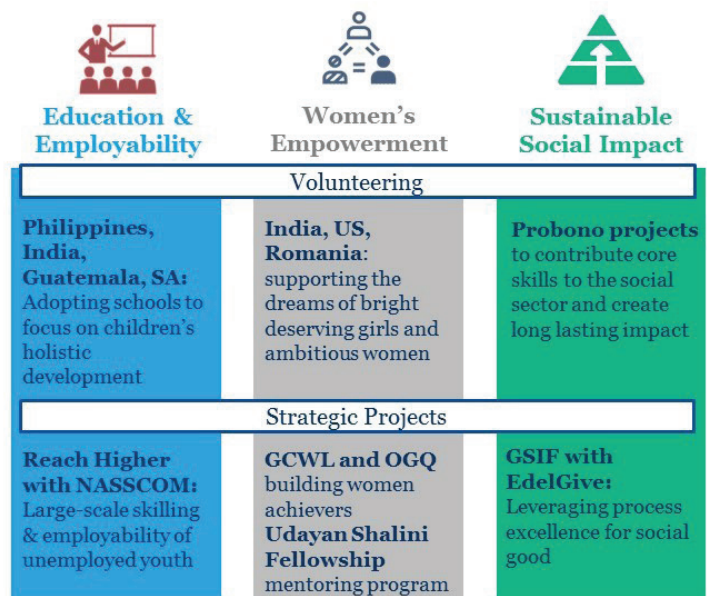 Education &
Employability
Women's
Empowerment
Sustainable
Social Impact
Volunteering
Philippines,
India,
Guatemala, SA:
Adopting schools to
focus on children's
holistic
development
India, US,
Romania:
supporting the
dreams of bright
deserving girls and
ambitious women
Probono projects
to contribute core
skills to the social
sector and create
long lasting impact
Strategic Projects
Reach Higher
with NASSCOM:
Large-scale skilling
& employability of
unemployed youth
GCWL and OGQ
building women
achievers
Udayan Shalini
Fellowship
mentoring program
GSIF with
EdelGive:
Leveraging process
excellence for social
good